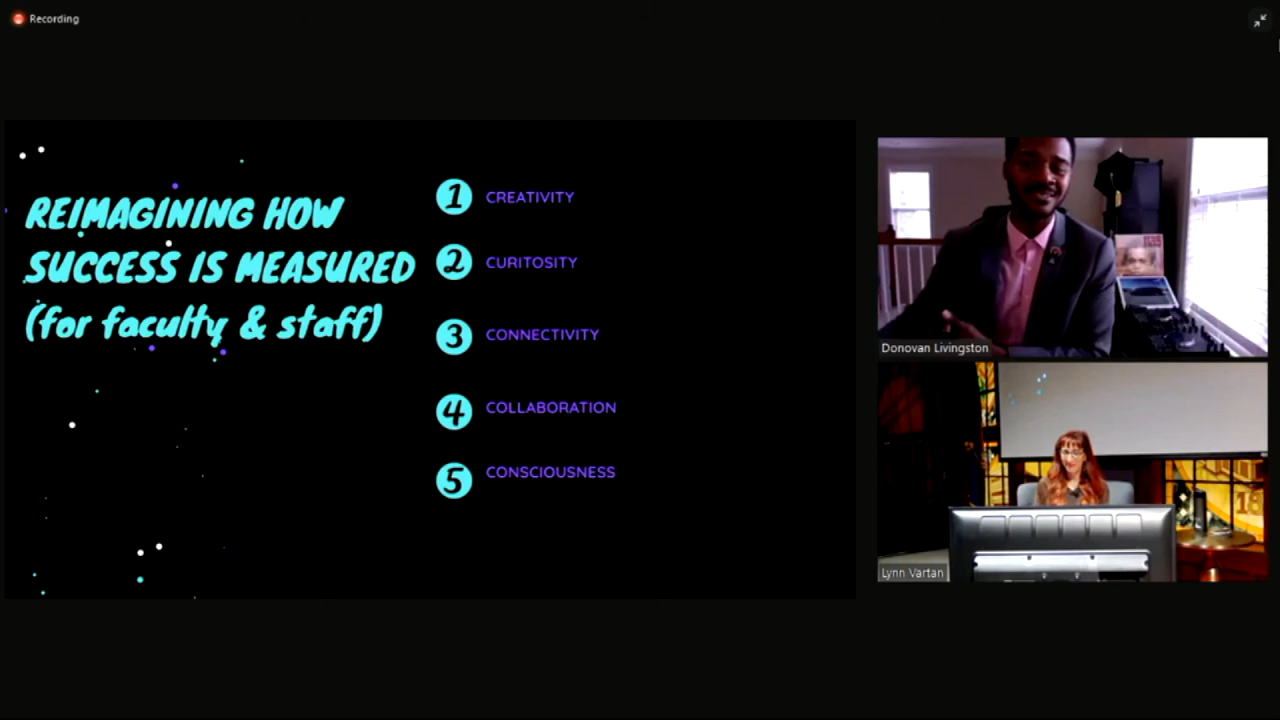 Recording
REIMAGINING HOW
SUCCESS IS MEASURED
(for faculty & staff)
1 CREATIVITY
2 CURITOSITY
3 CONNECTIVITY
4 COLLABORATION
5 CONSCIOUSNESS
Donovan Livingston
18
Lynn Vartan